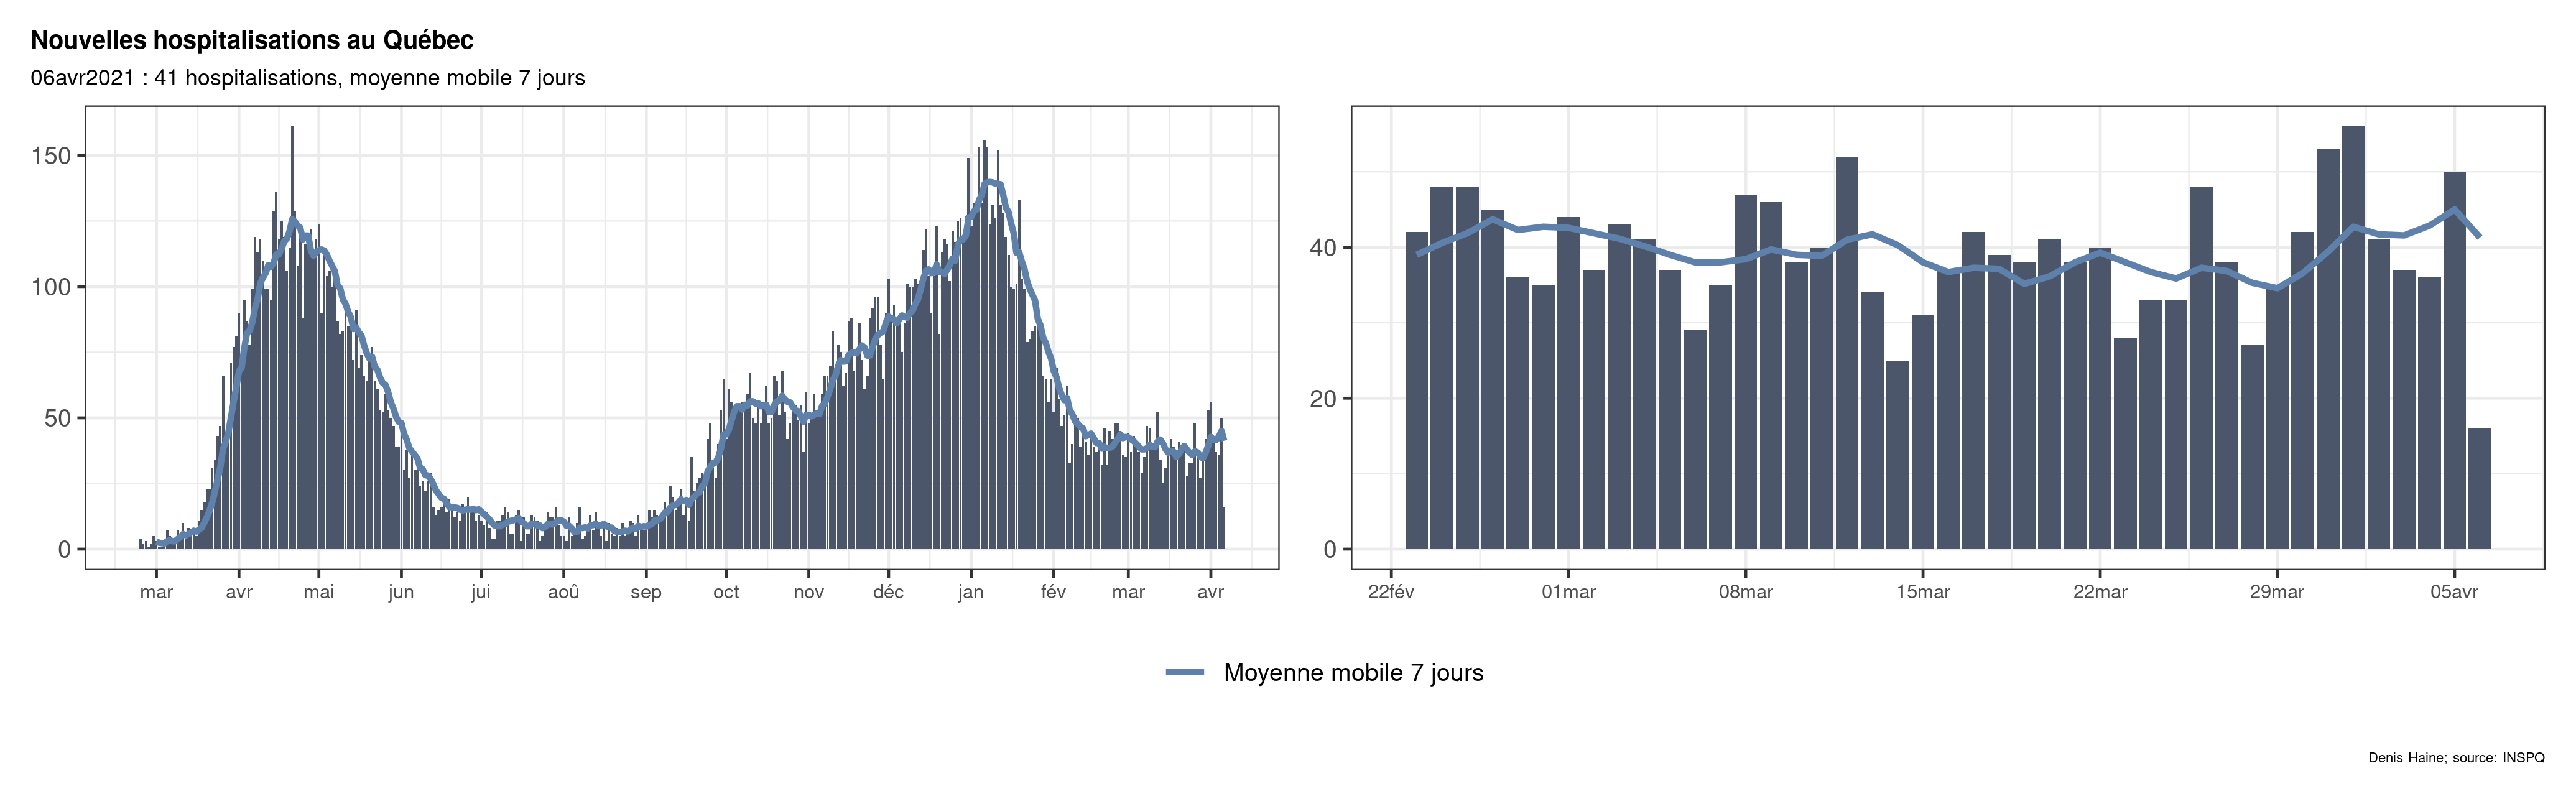 Nouvelles hospitalisations au Québec
06avr2021 : 41 hospitalisations, moyenne mobile 7 jours
150
100
50
0
mar avr mai jun jui aoû sep oct nov déc jan fév mar avr
40
20
0
22fév 01mar 08mar 15mar 22mar 29mar 05avr
Moyenne mobile 7 jours
Denis Haine; source: INSPQ